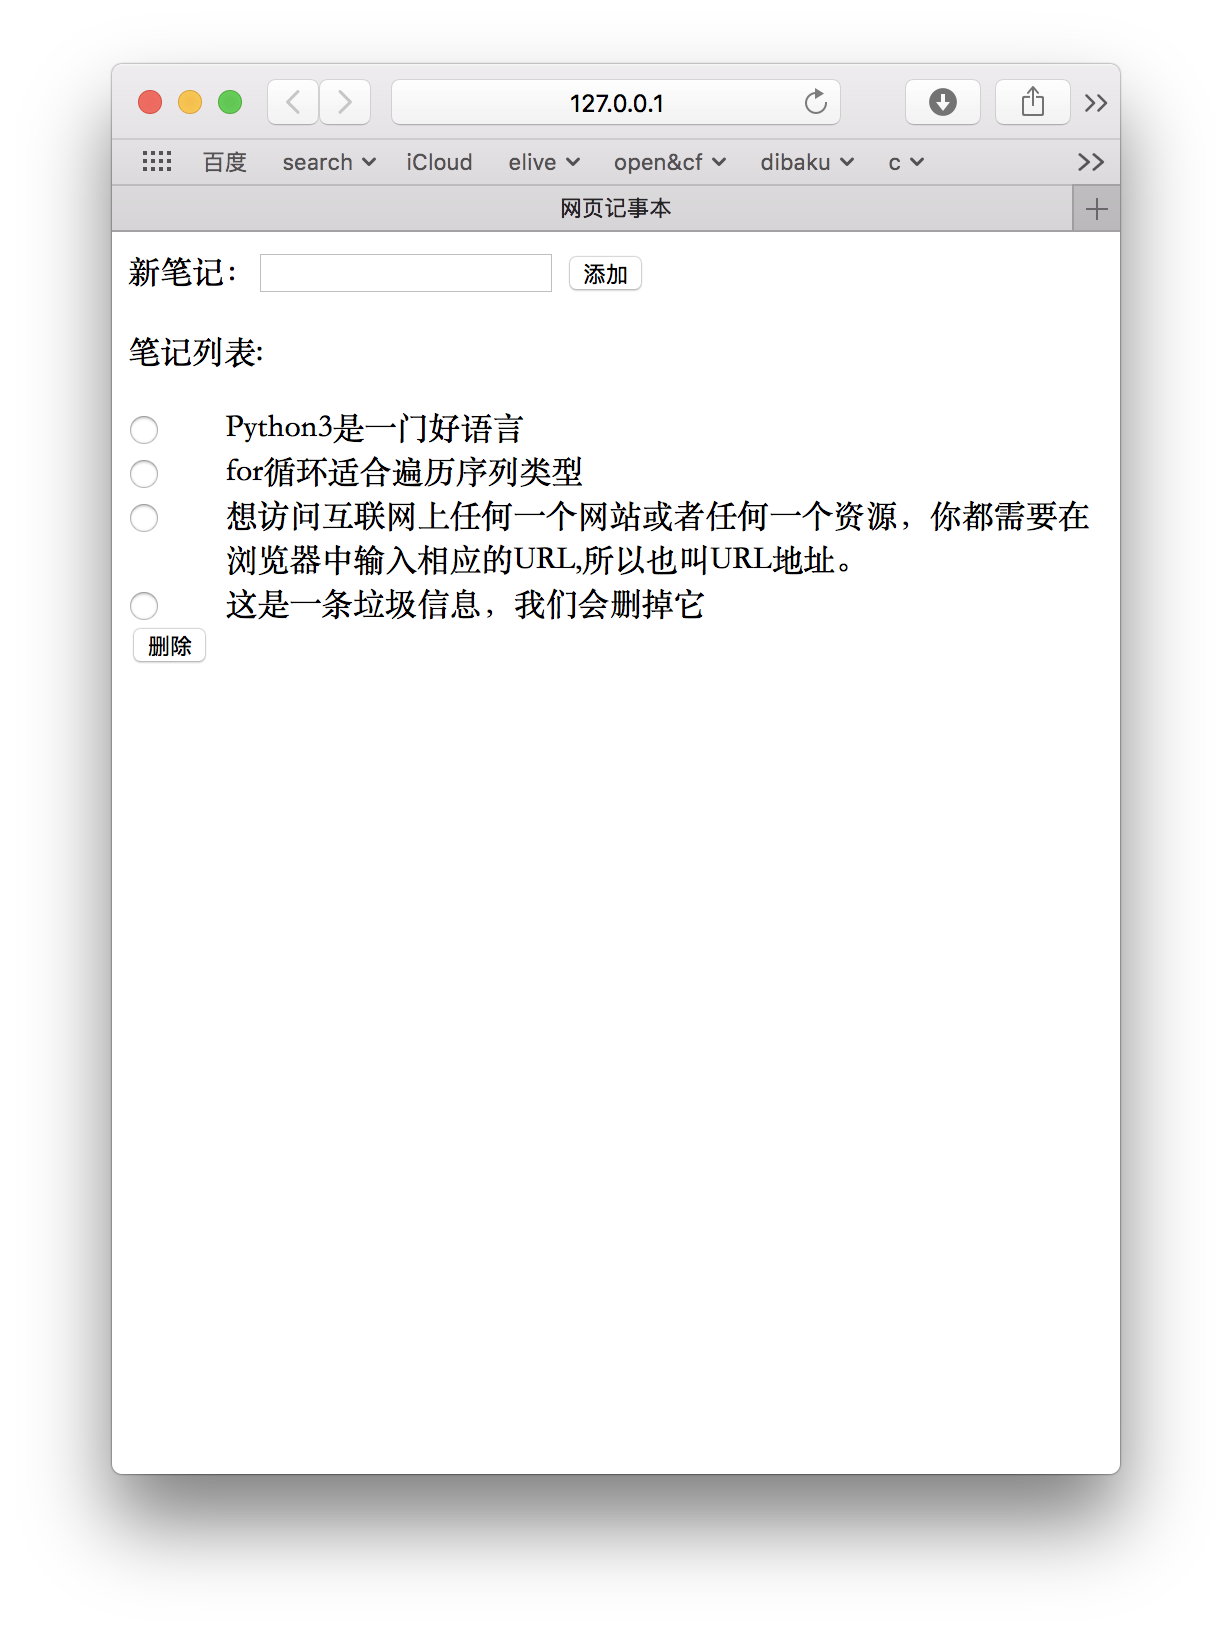 127.0.0.1
百度 search iCloud elive open&cf dibaku c
网页记事本
新笔记： 添加
笔记列表:
Python3是一门好语言
for循环适合遍历序列类型
想访问互联网上任何一个网站或者任何一个资源，你都需要在
浏览器中输入相应的URL,所以也叫URL地址。
这是一条垃圾信息，我们会删掉它
删除